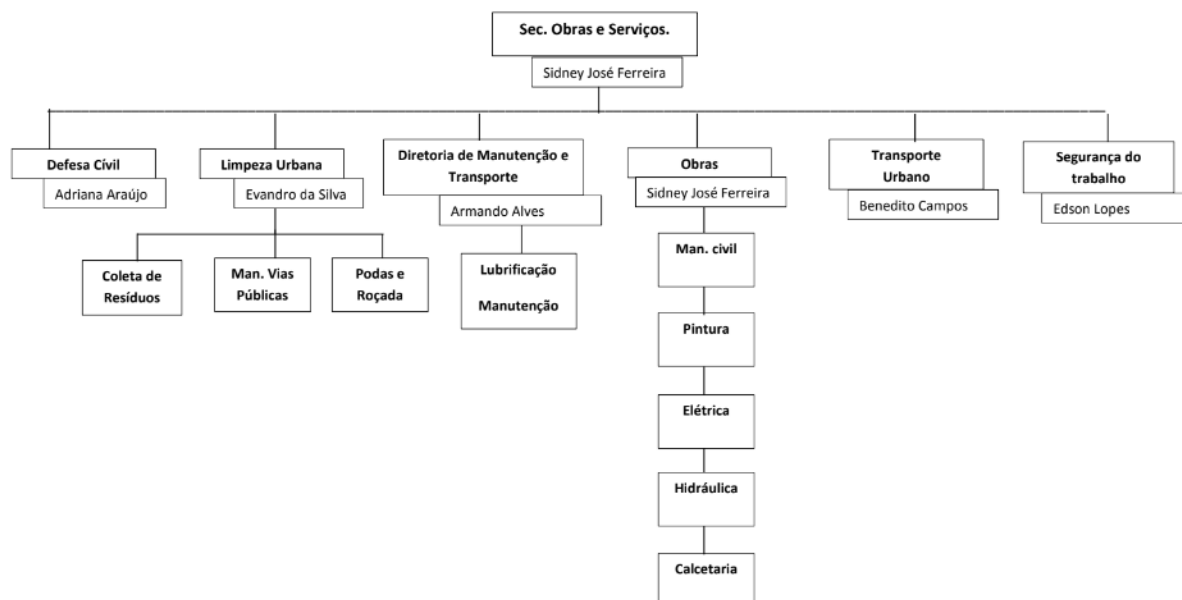 Sec. Obras e Serviços.
Sidney José Ferreira
Defesa Cívil
Adriana Araújo
Limpeza Urbana
Evandro da Silva
Diretoria de Manutenção e
Transporte
Armando Alves
Obras
Sidney José Ferreira
Transporte
Urbano
Benedito Campos
Segurança do
trabalho
Edson Lopes
Coleta de
Resíduos
Man. Vias
Públicas
Podas e
Roçada
Lubrificação
Manutenção
Man. civil
Pintura
Elétrica
Hidráulica
Calcetaria